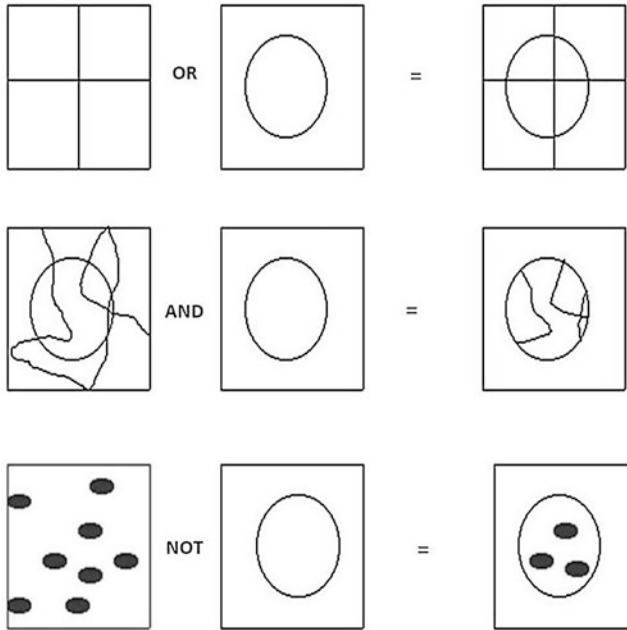 OR =
AND =
NOT =